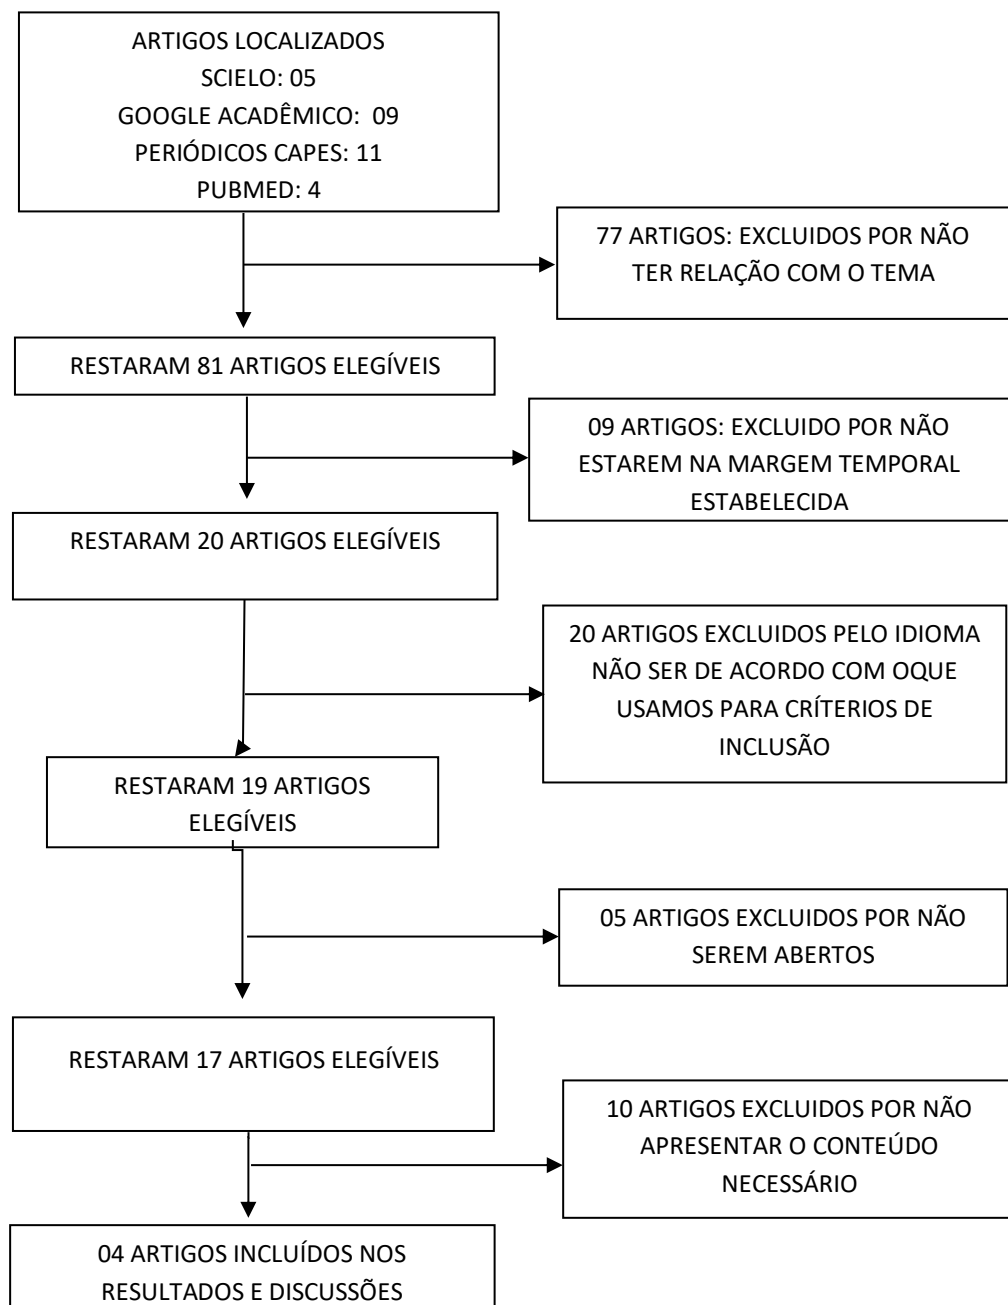 ARTIGOS LOCALIZADOS
SCIELO: 05
GOOGLE ACADÊMICO: 09
PERIÓDICOS CAPES: 11
PUBMED: 4
77 ARTIGOS: EXCLUIDOS POR NÃO
TER RELAÇÃO COM O TEMA
RESTARAM 81 ARTIGOS ELEGÍVEIS
09 ARTIGOS: EXCLUIDO POR NÃO
ESTAREM NA MARGEM TEMPORAL
ESTABELECIDA
RESTARAM 20 ARTIGOS ELEGÍVEIS
20 ARTIGOS EXCLUIDOS PELO IDIOMA
NÃO SER DE ACORDO COM OQUE
USAMOS PARA CRÍTERIOS DE
INCLUSÃO
RESTARAM 19 ARTIGOS
ELEGÍVEIS
05 ARTIGOS EXCLUIDOS POR NÃO
SEREM ABERTOS
RESTARAM 17 ARTIGOS ELEGÍVEIS
10 ARTIGOS EXCLUIDOS POR NÃO
APRESENTAR O CONTEÚDO
NECESSÁRIO
04 ARTIGOS INCLUÍDOS NOS
RESULTADOS E DISCUSSÕES